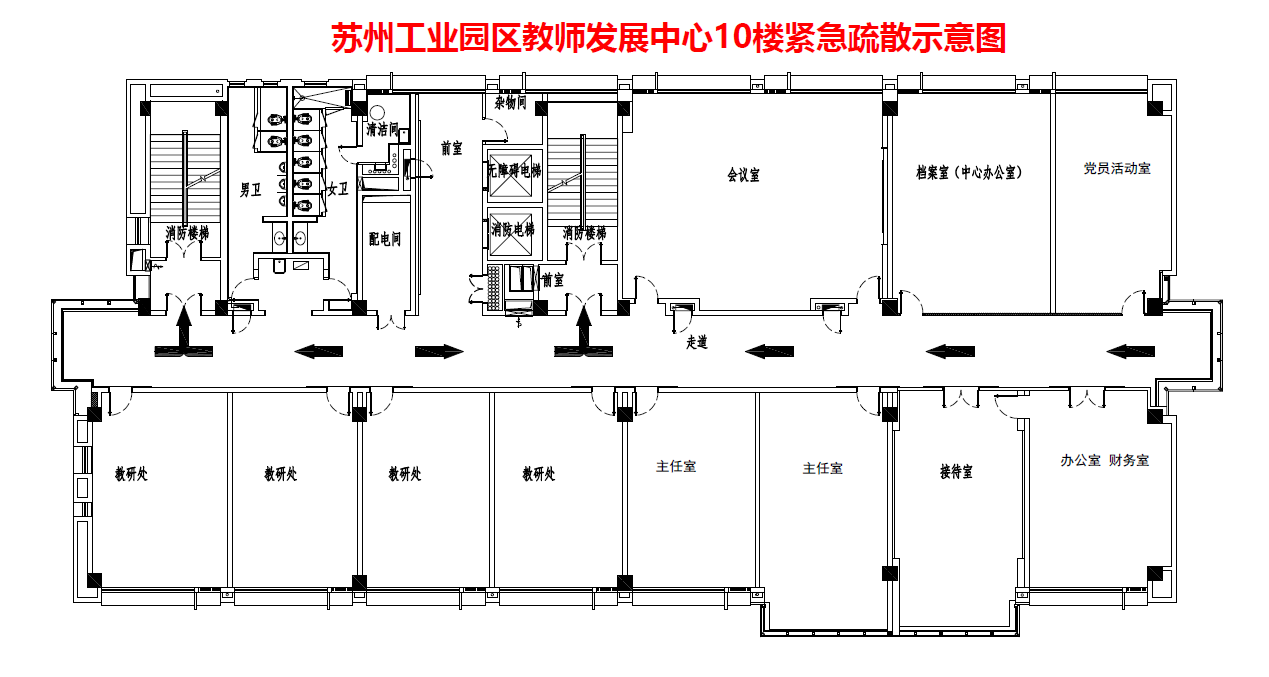 苏州工业园区教师发展中心10楼紧急疏散示意图
杂物间
清洁间
前室
无障碍电梯
会议室
档案室（中心办公室）
党员活动室
男卫
女卫
消防楼梯
配电间
消防电梯
消防楼梯
前室
走道
教研处
教研处
教研处
教研处
主任室
主任室
接待室
办公室 财务室